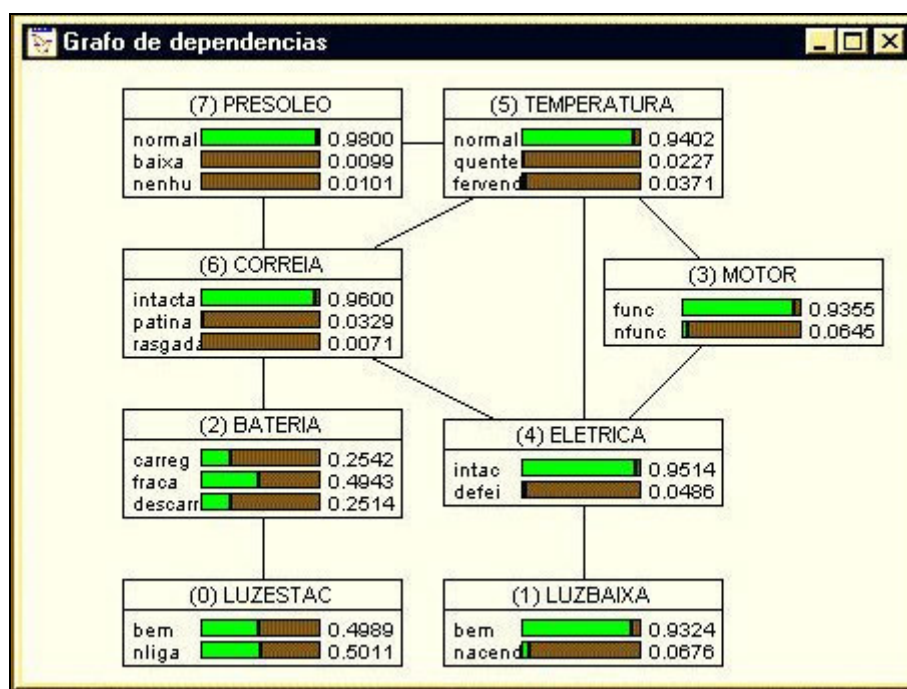 Grafo de dependencias
(7) PRESOLEO
normal 0.9800
baixa 0.0099
nenhu 0.0101
(5) TEMPERATURA
normal 0.9402
quente 0.0227
fervend 0.0371
(6) CORREIA
intacta 0.9600
patina 0.0329
rasgada 0.0071
(3) MOTOR
func 0.9355
nfunc 0.0645
(2) BATERIA
carreg 0.2542
fraca 0.4943
descarr 0.2514
(4) ELETRICA
intac 0.9514
defei 0.0486
(0) LUZESTAC
bem 0.4989
nliga 0.5011
(1) LUZBAIXA
bem 0.9324
nacend 0.0676